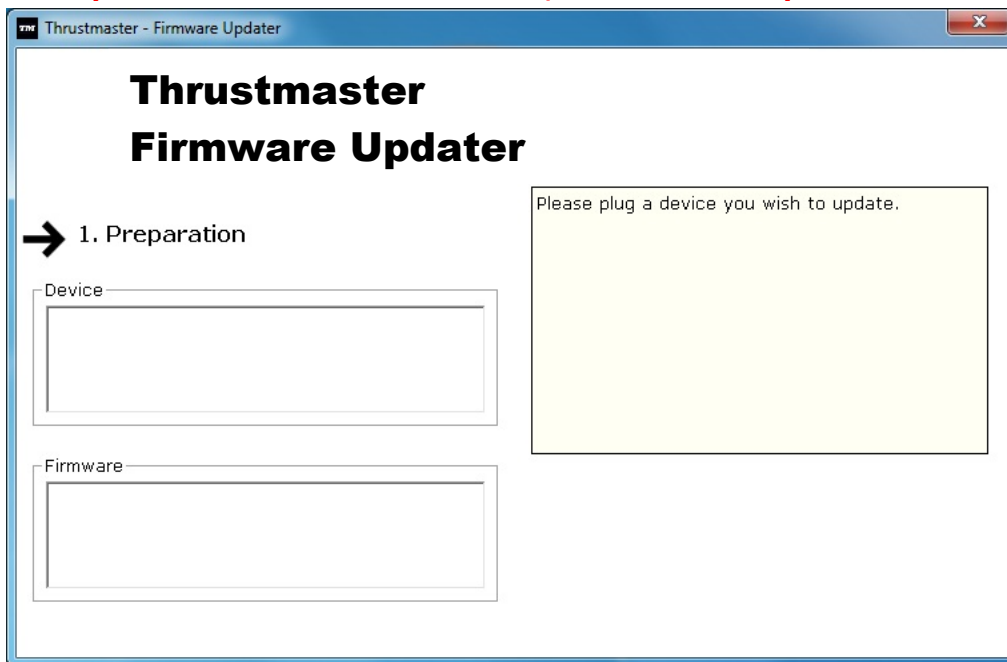 TM Thrustmaster - Firmware Updater
X
Thrustmaster
Firmware Updater
Please plug a device you wish to update.
1. Preparation
Device
Firmware